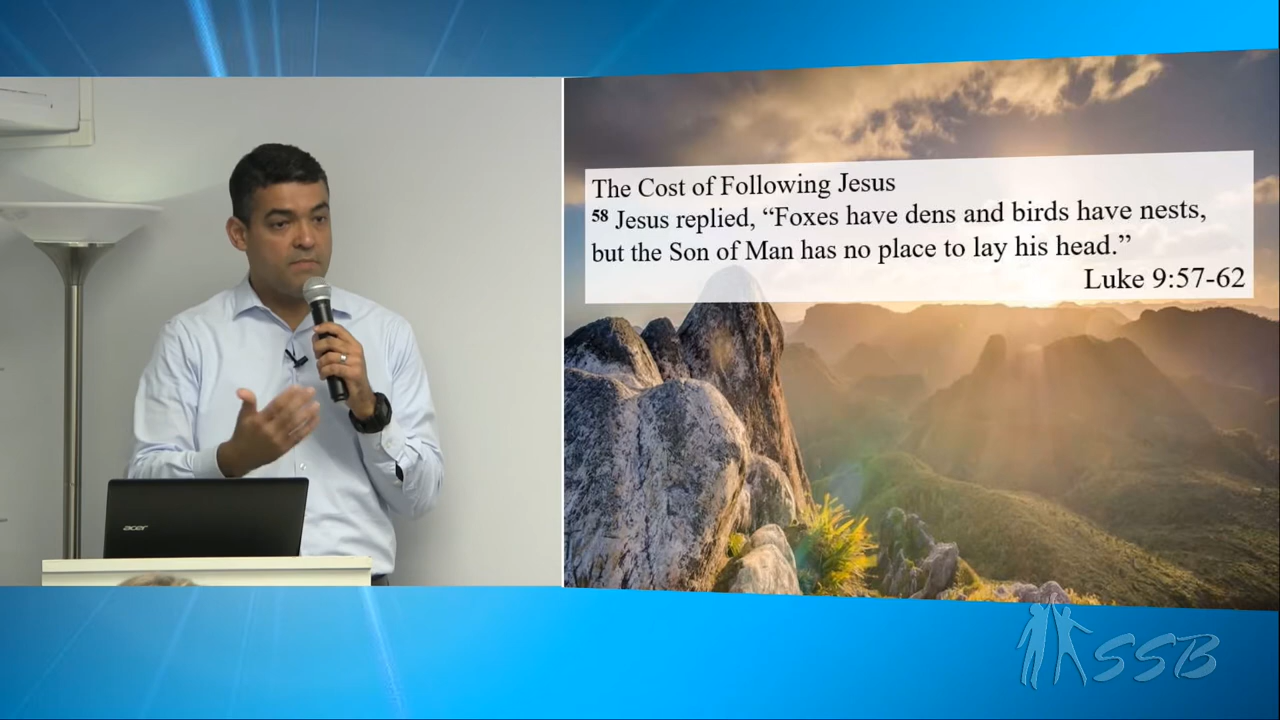 The Cost of Following Jesus
58 Jesus replied, “Foxes have dens and birds have nests,
but the Son of Man has no place to lay his head.”
Luke 9:57-62
acer
SSB